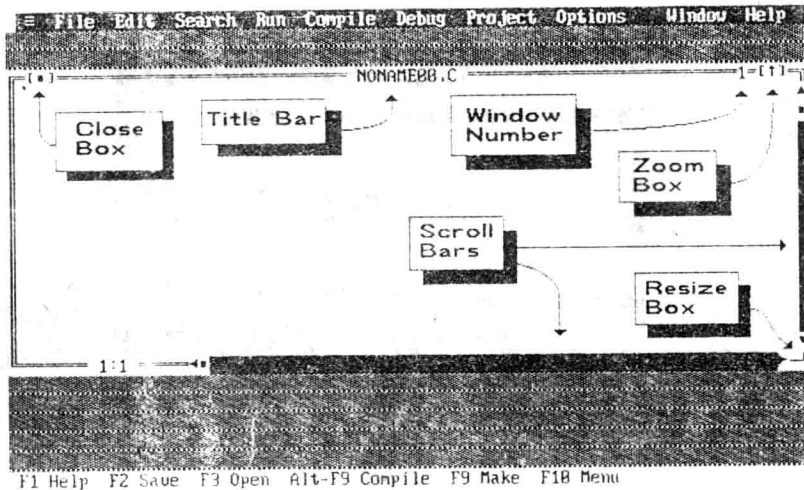 ≡ File Edit Search Run Compile Debug Project Options Window Help
[■] NONAME00.C 1 [↑]
Close
Box
Title Bar
Window
Number
Zoom
Box
Scroll
Bars
Resize
Box
1:1
F1 Help F2 Save F3 Open Alt-F9 Compile F9 Make F10 Menu